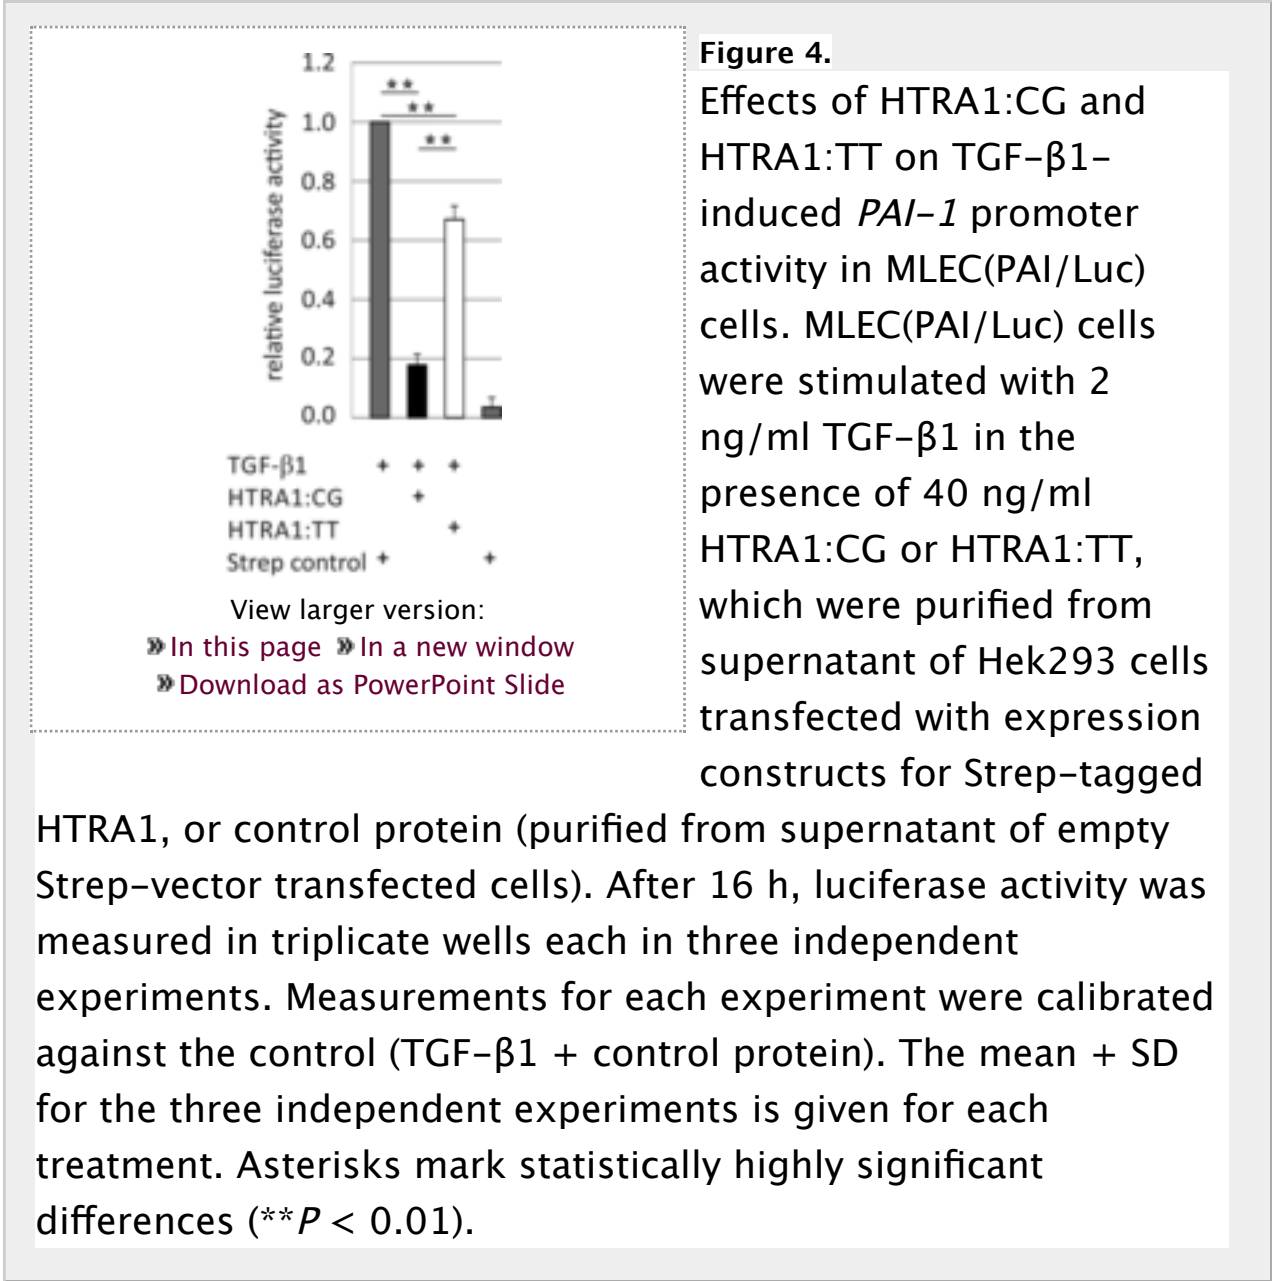 1.2
**
**
1.0
**
0.8
0.6
0.4
0.2
0.0
relative luciferase activity
TGF-β1 + + +
HTRA1:CG +
HTRA1:TT +
Strep control + +
View larger version:
In this page In a new window
Download as PowerPoint Slide
Figure 4.
Effects of HTRA1:CG and
HTRA1:TT on TGF-β1-
induced PAI-1 promoter
activity in MLEC(PAI/Luc)
cells. MLEC(PAI/Luc) cells
were stimulated with 2
ng/ml TGF-β1 in the
presence of 40 ng/ml
HTRA1:CG or HTRA1:TT,
which were purified from
supernatant of Hek293 cells
transfected with expression
constructs for Strep-tagged
HTRA1, or control protein (purified from supernatant of empty
Strep-vector transfected cells). After 16 h, luciferase activity was
measured in triplicate wells each in three independent
experiments. Measurements for each experiment were calibrated
against the control (TGF-β1 + control protein). The mean + SD
for the three independent experiments is given for each
treatment. Asterisks mark statistically highly significant
differences (**P < 0.01).